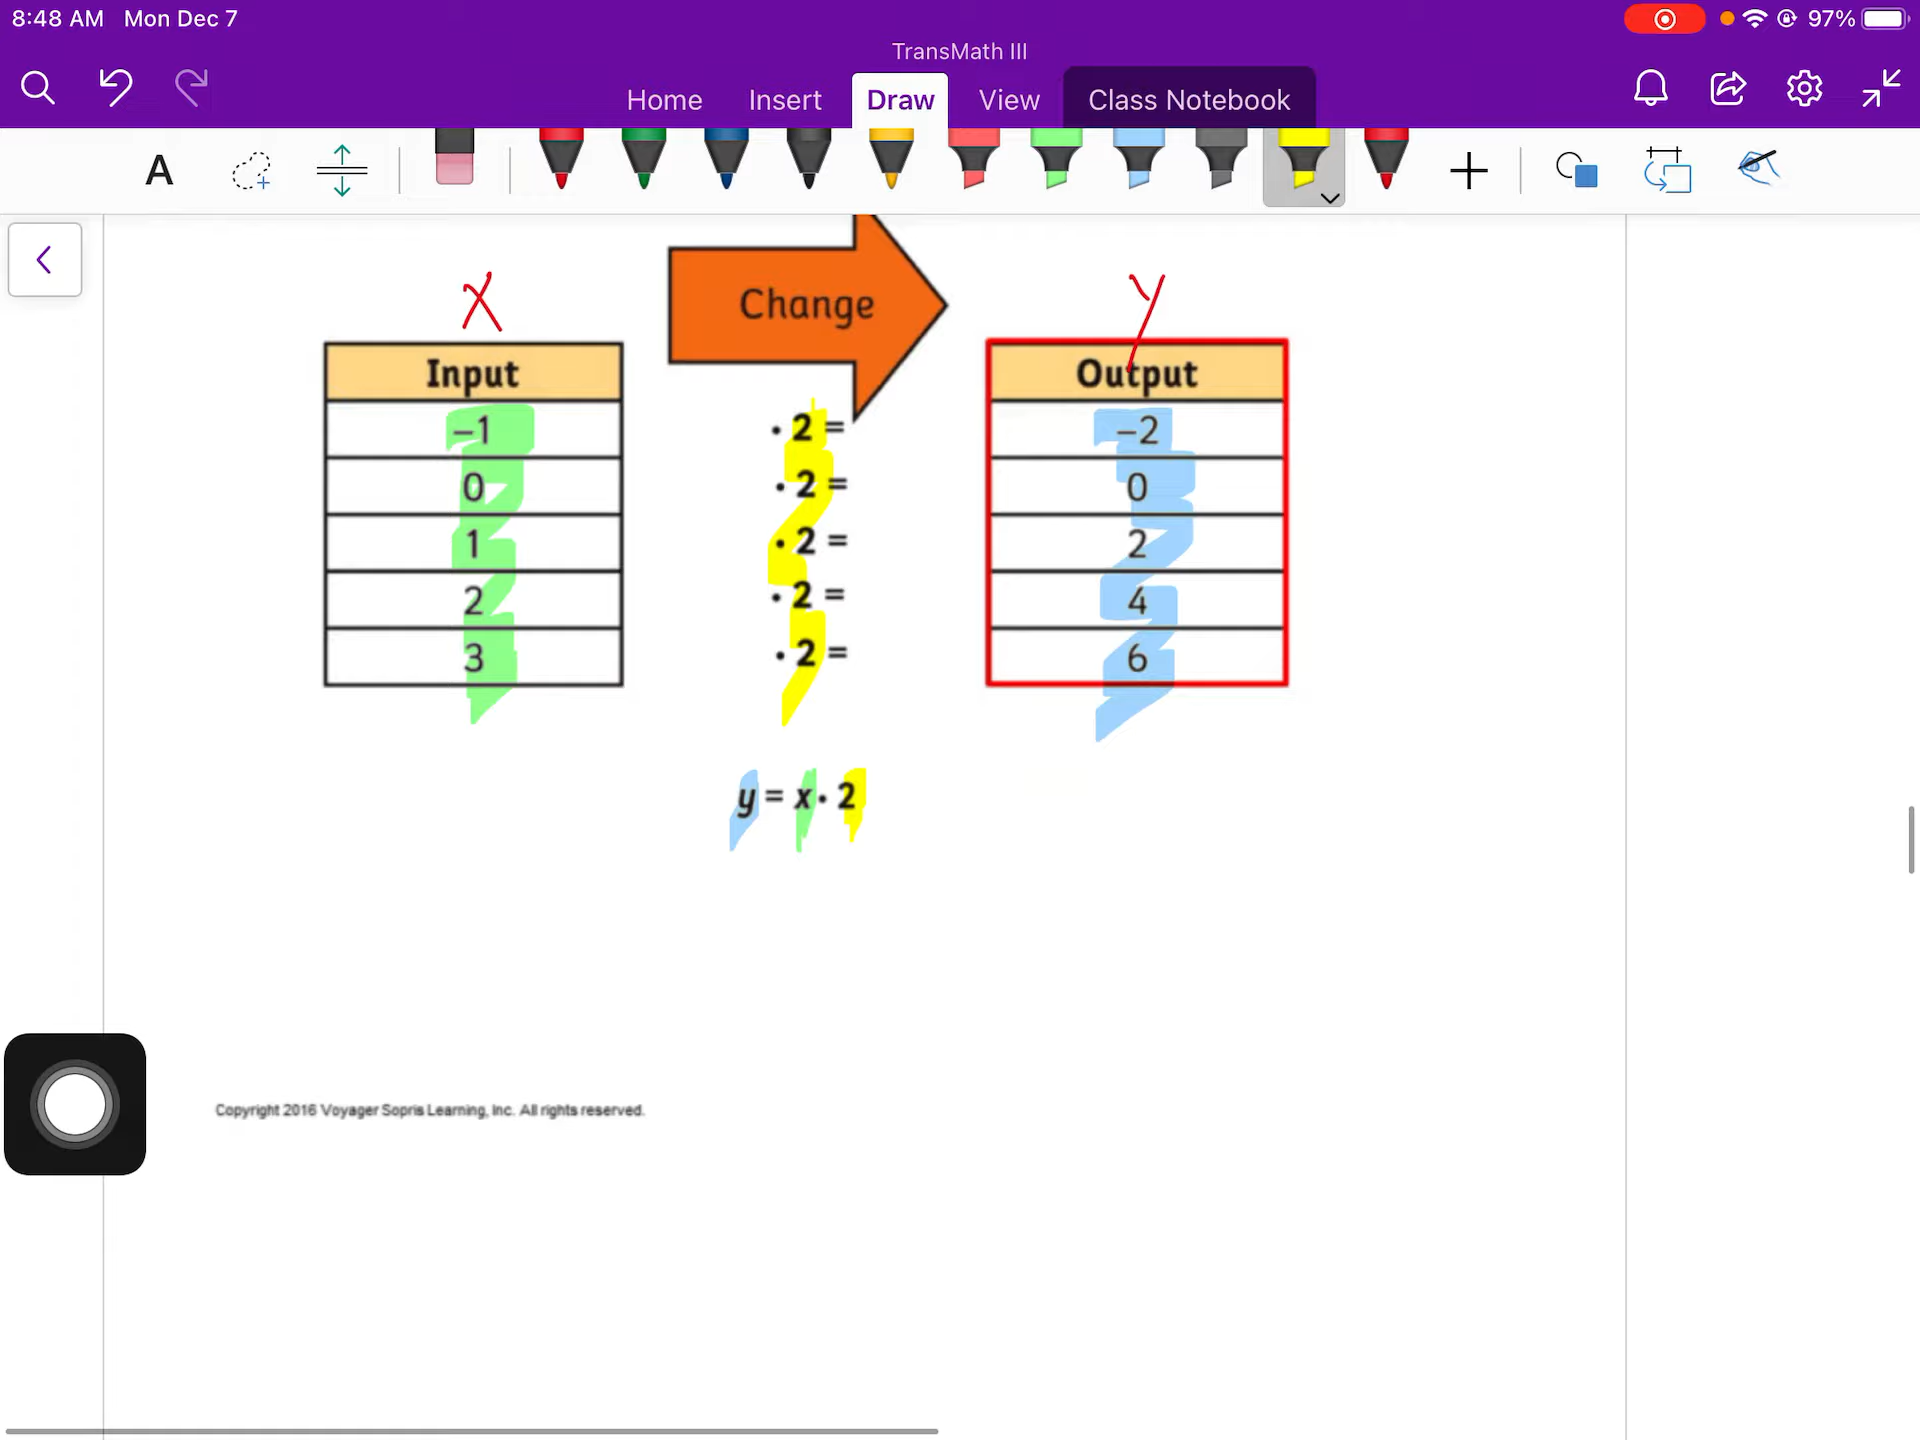 8:48 AM Mon Dec 7
97%
TransMath III
Home Insert Draw View Class Notebook
A
x Change y
Input Output
–1 · 2 = –2
0 · 2 = 0
1 · 2 = 2
2 · 2 = 4
3 · 2 = 6
y = x · 2
Copyright 2016 Voyager Sopris Learning, Inc. All rights reserved.